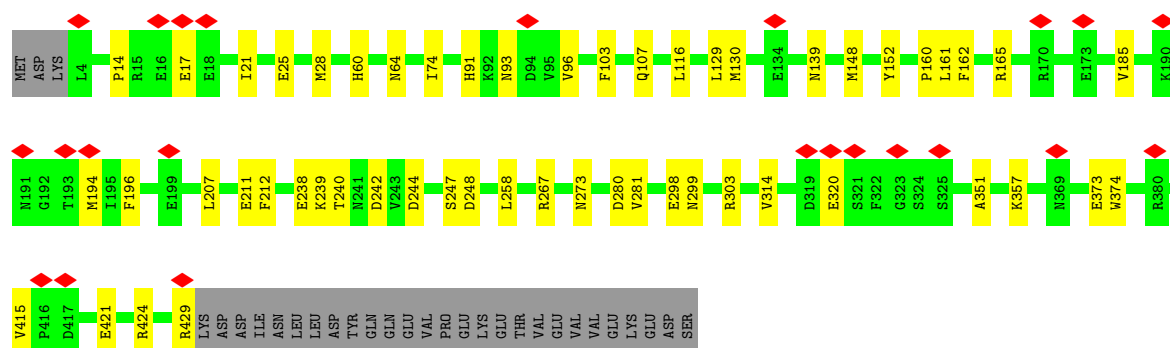 MET ASP LYS L4 P14 R15 E16 E17 E18 I21 E25 M28 H60 N64 I74 H91 K92 N93 D94 V95 V96 F103 Q107 L116 L129 M130 E134 N139 M148 Y152 P160 L161 F162 R165 R170 E173 V185 K190
N191 G192 T193 M194 I195 F196 E199 L207 E211 F212 E238 K239 T240 N241 D242 V243 D244 S247 D248 L258 R267 N273 D280 V281 E298 N299 R303 V314 D319 E320 S321 F322 G323 S324 S325 A351 K357 N369 E373 W374 R380
V415 P416 D417 E421 R424 R429 LYS ASP ASP ILE ASN LEU LEU ASP TYR GLN GLN GLU VAL PRO GLU LYS GLU THR VAL GLU VAL VAL GLU LYS GLU ASP SER